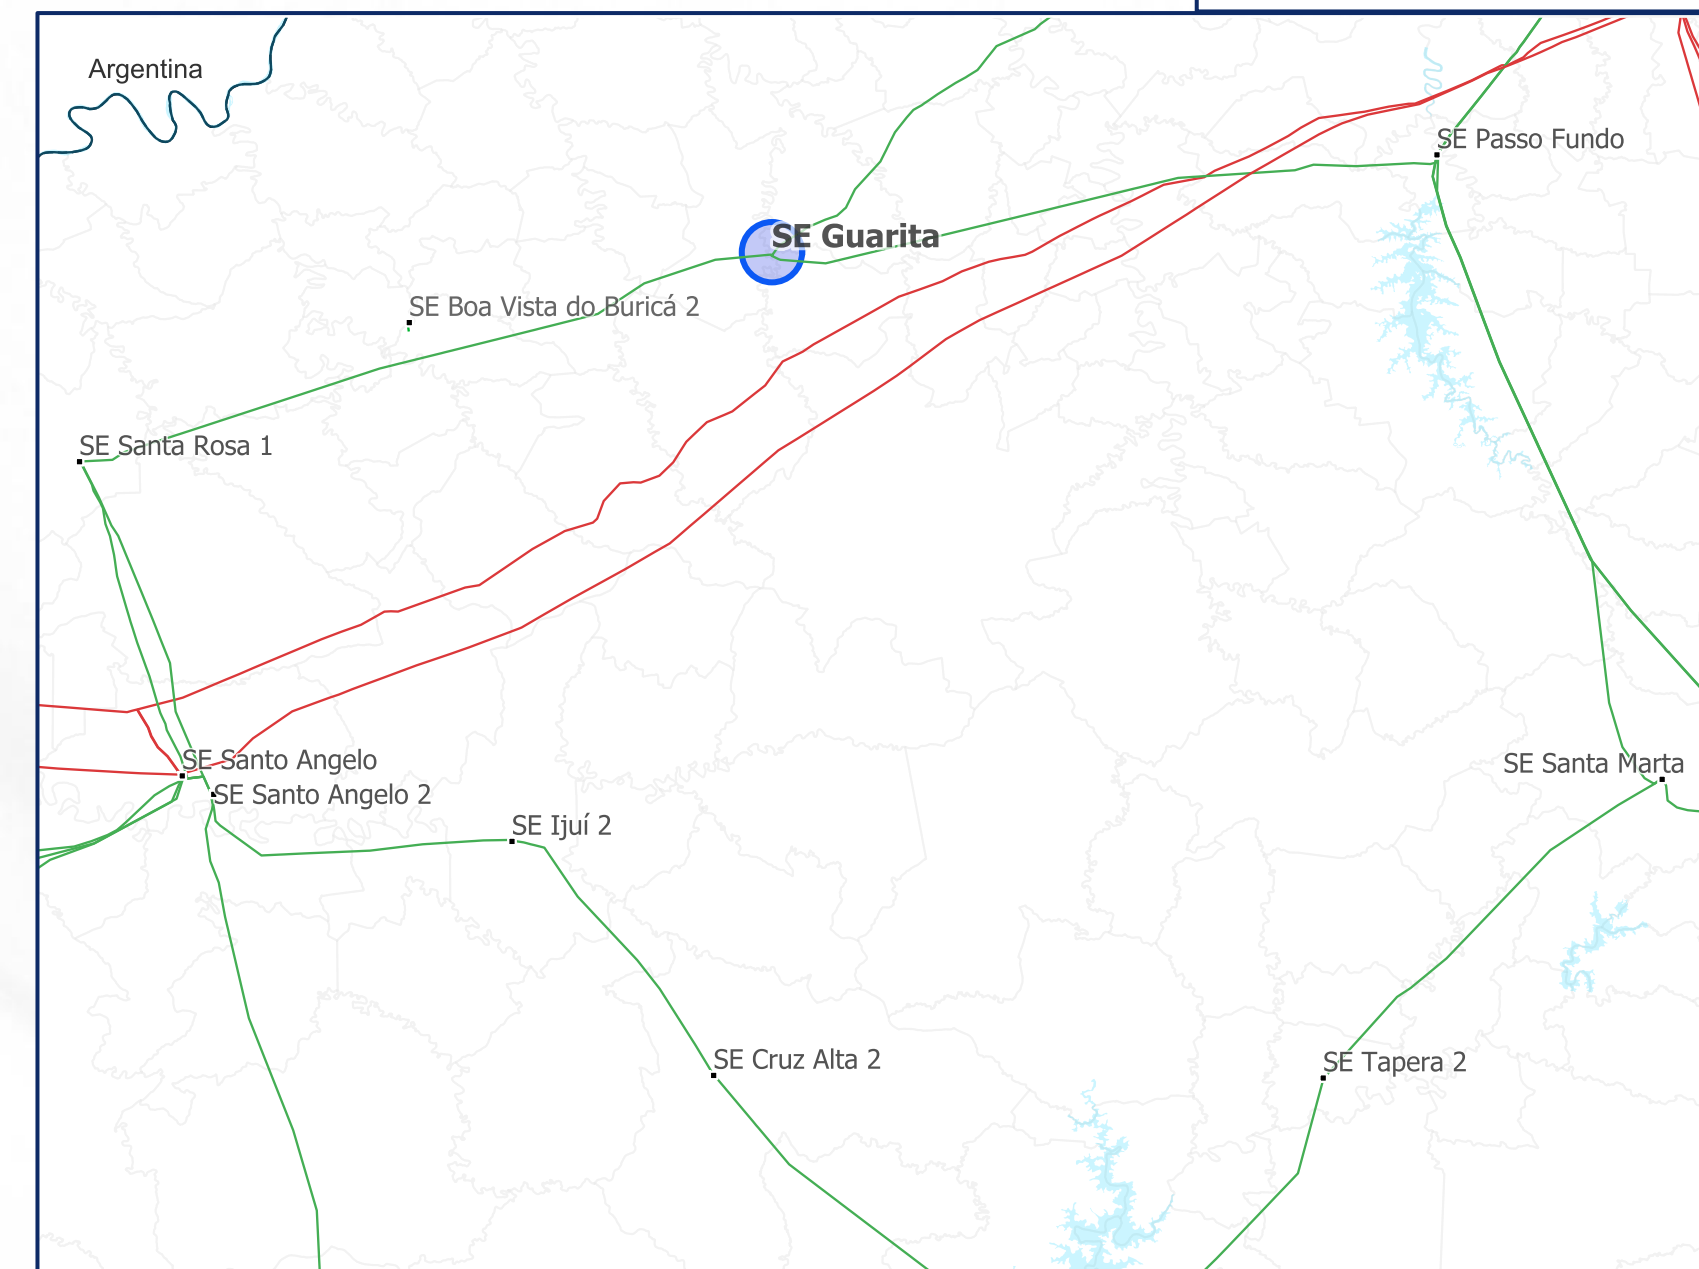 Argentina
SE Passo Fundo
SE Guarita
SE Boa Vista do Buricá 2
SE Santa Rosa 1
SE Santo Angelo
SE Santa Marta
SE Santo Angelo 2
SE Ijuí 2
SE Cruz Alta 2
SE Tapera 2